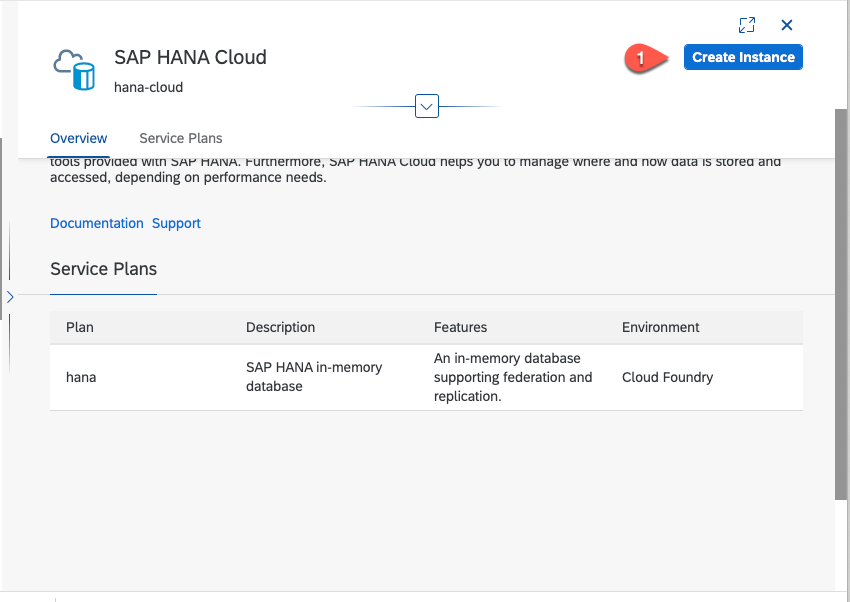 SAP HANA Cloud
hana-cloud
1
Create Instance
Overview
Service Plans
tools provided with SAP HANA. Furthermore, SAP HANA Cloud helps you to manage where and how data is stored and
accessed, depending on performance needs.
Documentation Support
Service Plans
Plan
Description
Features
Environment
hana
SAP HANA in-memory
database
An in-memory database
supporting federation and
replication.
Cloud Foundry